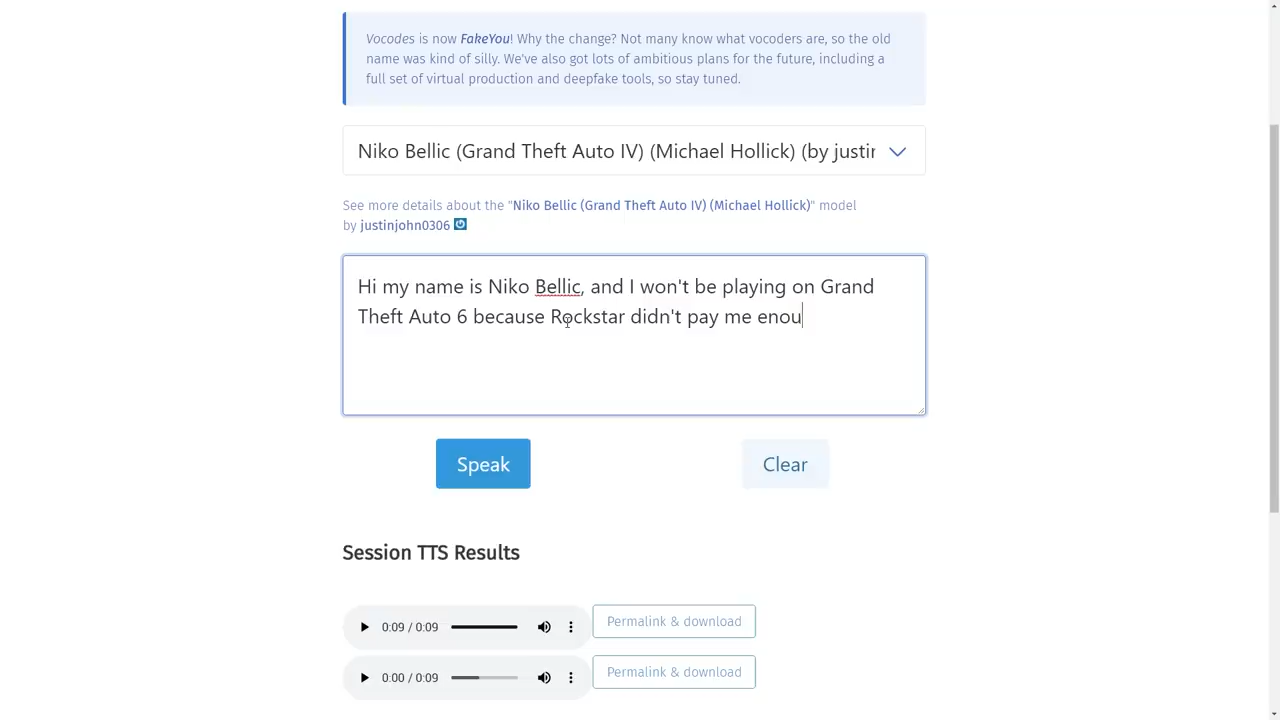 Vocodes is now FakeYou! Why the change? Not many know what vocoders are, so the old
name was kind of silly. We've also got lots of ambitious plans for the future, including a
full set of virtual production and deepfake tools, so stay tuned.
Niko Bellic (Grand Theft Auto IV) (Michael Hollick) (by justir
See more details about the "Niko Bellic (Grand Theft Auto IV) (Michael Hollick)" model
by justinjohn0306
Hi my name is Niko Bellic, and I won't be playing on Grand
Theft Auto 6 because Rockstar didn't pay me enou
Speak
Clear
Session TTS Results
0:09 / 0:09
Permalink & download
0:00 / 0:09
Permalink & download